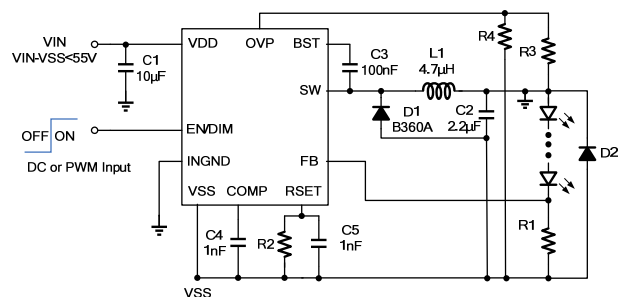 VIN
VIN-VSS<55V
C1
10µF
VDD
OVP
BST
SW
EN/DIM
INGND
FB
VSS
COMP
RSET
C3
100nF
L1
4.7µH
R4
R3
D1
B360A
C2
2.2µF
D2
OFF
ON
DC or PWM Input
C4
1nF
R2
C5
1nF
R1
VSS